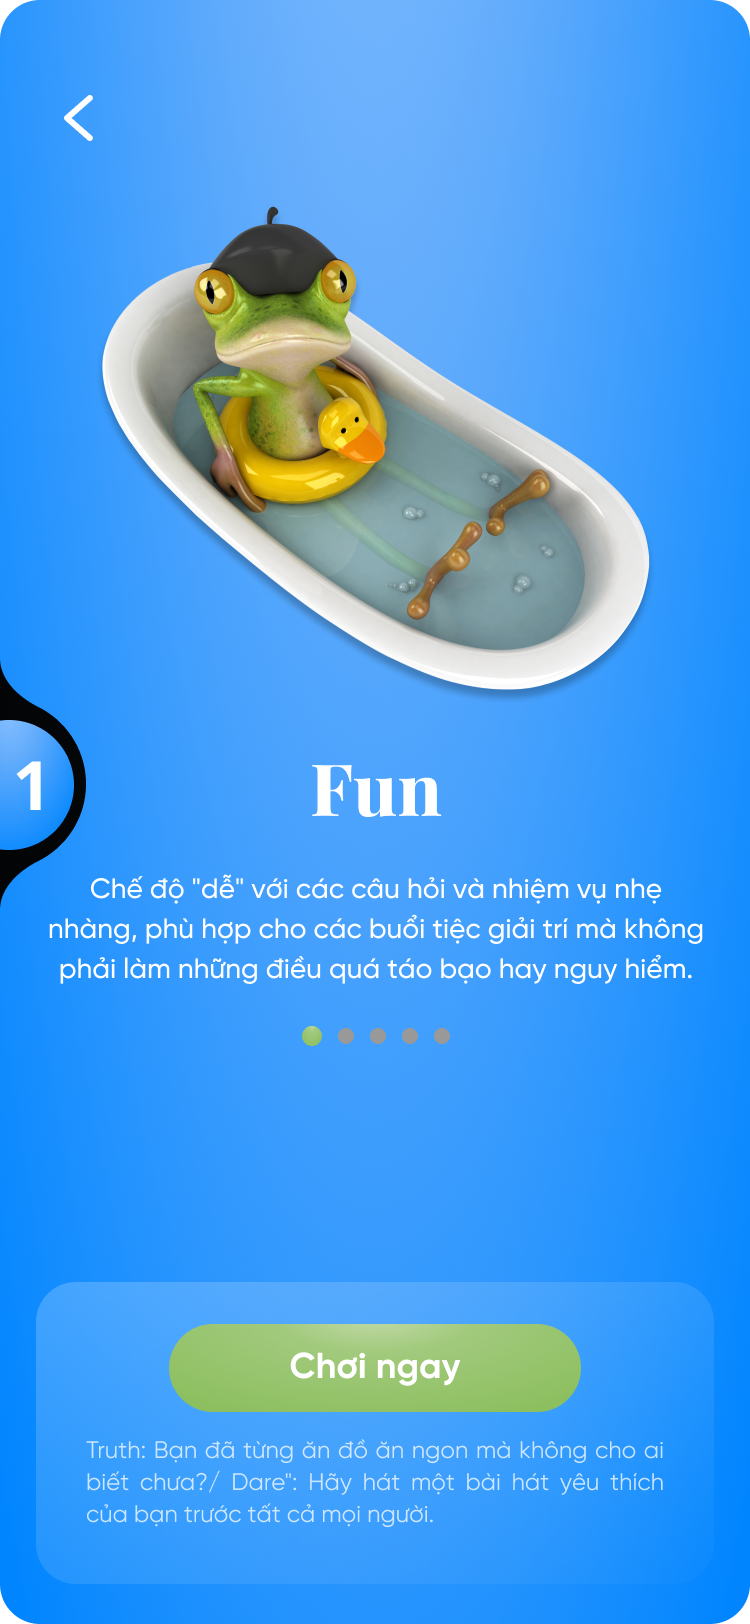 1
Fun
Chế độ "dễ" với các câu hỏi và nhiệm vụ nhẹ
nhàng, phù hợp cho các buổi tiệc giải trí mà không
phải làm những điều quá táo bạo hay nguy hiểm.
Chơi ngay
Truth: Bạn đã từng ăn đồ ăn ngon mà không cho ai
biết chưa?/ Dare": Hãy hát một bài hát yêu thích
của bạn trước tất cả mọi người.